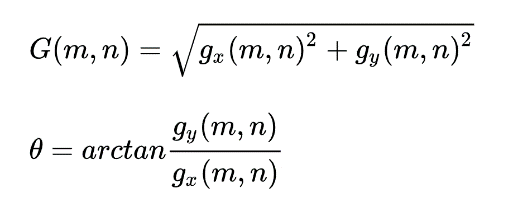 G(m, n) = √(g_x(m, n)² + g_y(m, n)²)
θ = arctan g_y(m, n) / g_x(m, n)